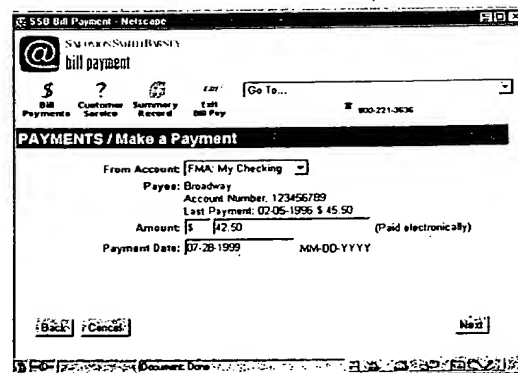 SSB Bill Payment - Netscape
SALOMON SMITH BARNEY
bill payment
Bill Payments
Customer Service
Summary Record
Exit Bill Pay
Go To...
800-221-3636
PAYMENTS / Make a Payment
From Account: FMA: My Checking
Payee: Broadway
Account Number, 123456789
Last Payment: 02-05-1996 $ 45.50
Amount: $ 42.50 (Paid electronically)
Payment Date: 07-28-1999 MM-DD-YYYY
Back Cancel Next
Document: Done